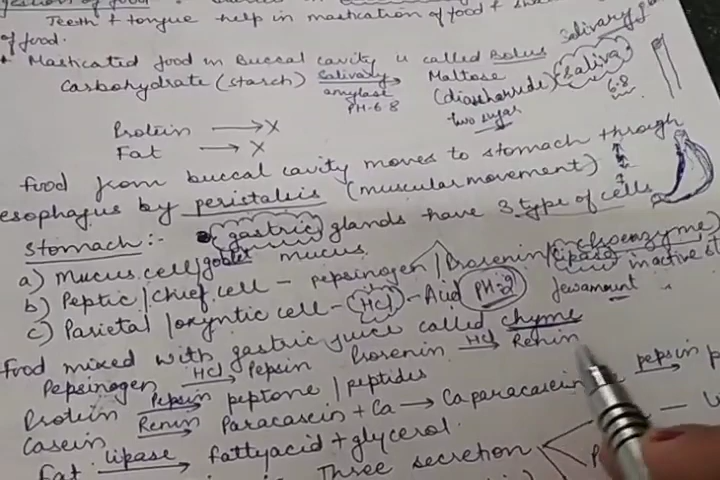 Teeth + tongue help in mastication of food +
of food.
* Masticated food in Buccal cavity is called Bolus Salivary
Carbohydrate (starch) Salivary amylase PH-6.8 → Maltose (disaccharide) two sugar Saliva 6.8
Protein → X
Fat → X
food from buccal cavity moves to stomach through
esophagus by peristalsis (muscular movement)
Stomach:- gastric glands have 3 type of cells
a) Mucus cell/goblet mucus
b) Peptic/chief cell - pepsinogen/Prorenin/(proenzyme)
lipase inactive
c) Parietal/oxyntic cell - HCl - Acid PH-2 less amount
Food mixed with gastric juice called chyme
Pepsinogen HCl → Pepsin Prorenin HCl → Renin
Protein Pepsin → peptone/peptides
Casein Renin → Paracasein + Ca → Ca paracasein pepsin →
Fat lipase → fattyacid + glycerol.
Three secretion